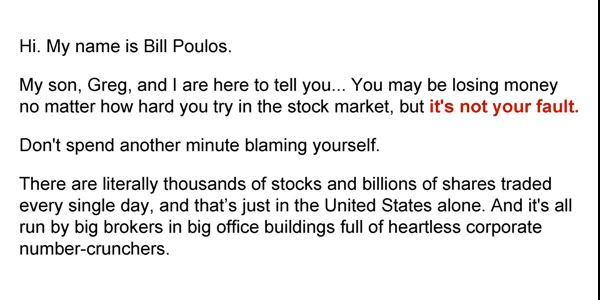 Hi. My name is Bill Poulos.
My son, Greg, and I are here to tell you... You may be losing money
no matter how hard you try in the stock market, but it's not your fault.
Don't spend another minute blaming yourself.
There are literally thousands of stocks and billions of shares traded
every single day, and that’s just in the United States alone. And it's all
run by big brokers in big office buildings full of heartless corporate
number-crunchers.